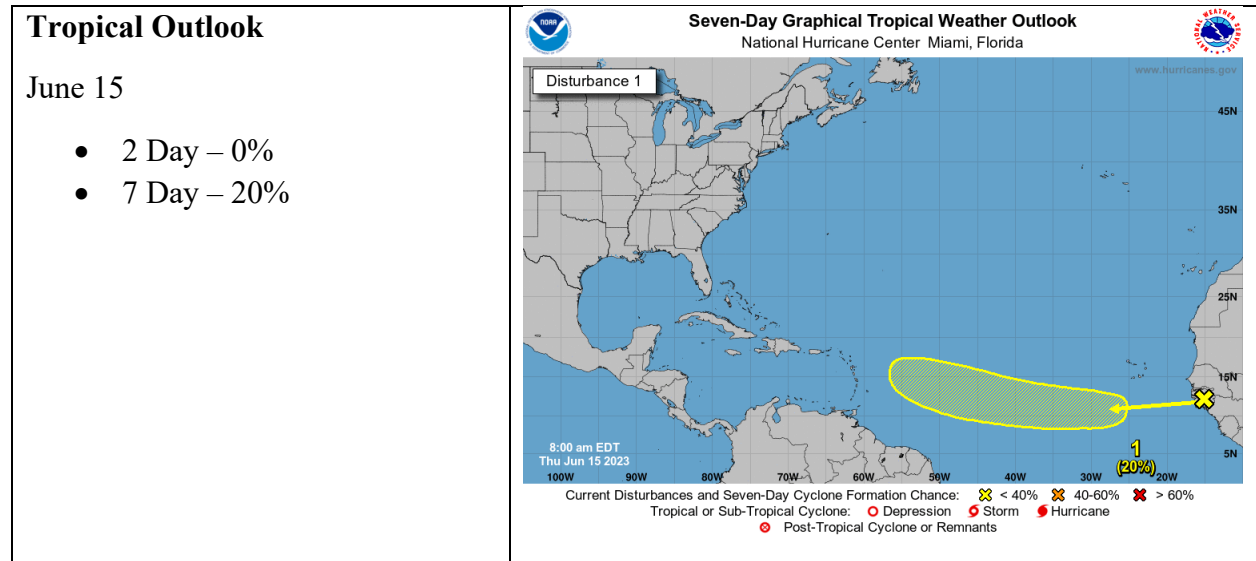 Tropical Outlook
June 15
• 2 Day – 0%
• 7 Day – 20%
NOAA
Seven-Day Graphical Tropical Weather Outlook
National Hurricane Center Miami, Florida
www.hurricanes.gov
Disturbance 1
45N
35N
25N
15N
5N
1
(20%)
8:00 am EDT
Thu Jun 15 2023
100W 90W 80W 70W 60W 50W 40W 30W 20W
Current Disturbances and Seven-Day Cyclone Formation Chance: < 40% 40-60% > 60%
Tropical or Sub-Tropical Cyclone: Depression Storm Hurricane
Post-Tropical Cyclone or Remnants